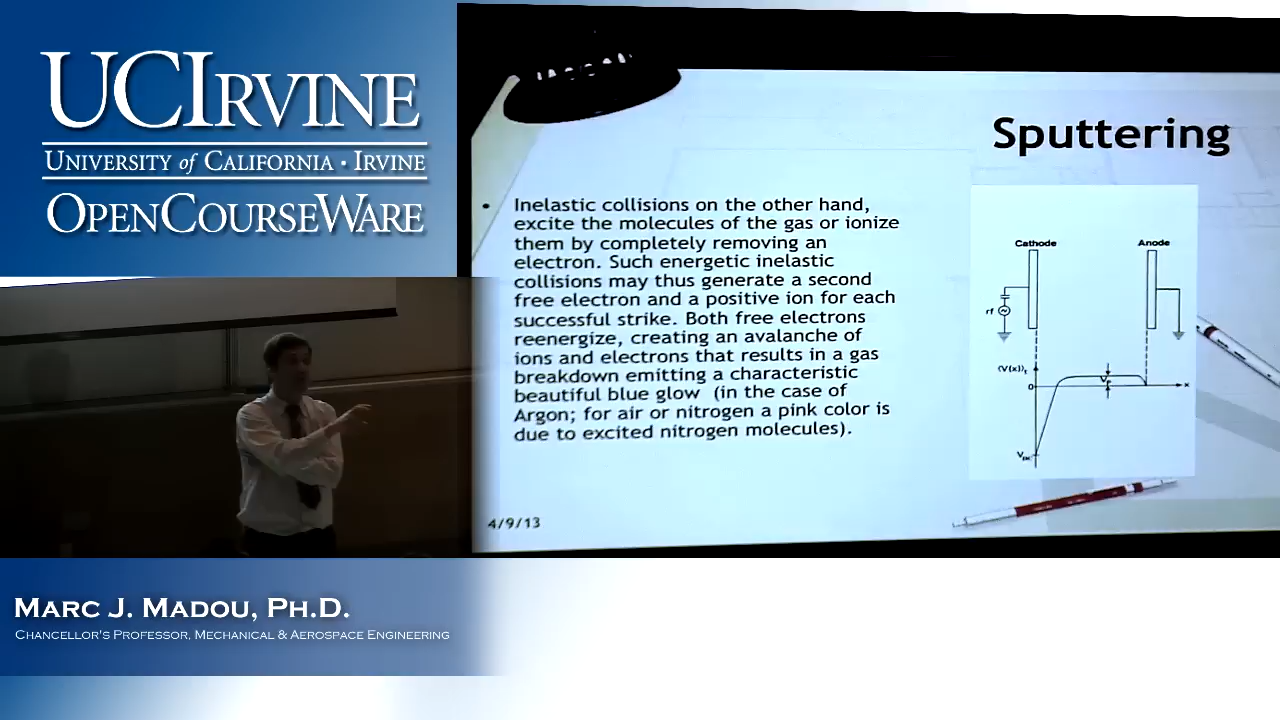 UCIRVINE
UNIVERSITY of CALIFORNIA · IRVINE
OPENCOURSEWARE
Sputtering
• Inelastic collisions on the other hand,
excite the molecules of the gas or ionize
them by completely removing an
electron. Such energetic inelastic
collisions may thus generate a second
free electron and a positive ion for each
successful strike. Both free electrons
reenergize, creating an avalanche of
ions and electrons that results in a gas
breakdown emitting a characteristic
beautiful blue glow (in the case of
Argon; for air or nitrogen a pink color is
due to excited nitrogen molecules).
Cathode Anode
rf
⟨V(x)⟩t
0
x
4/9/13
MARC J. MADOU, PH.D.
CHANCELLOR'S PROFESSOR, MECHANICAL & AEROSPACE ENGINEERING